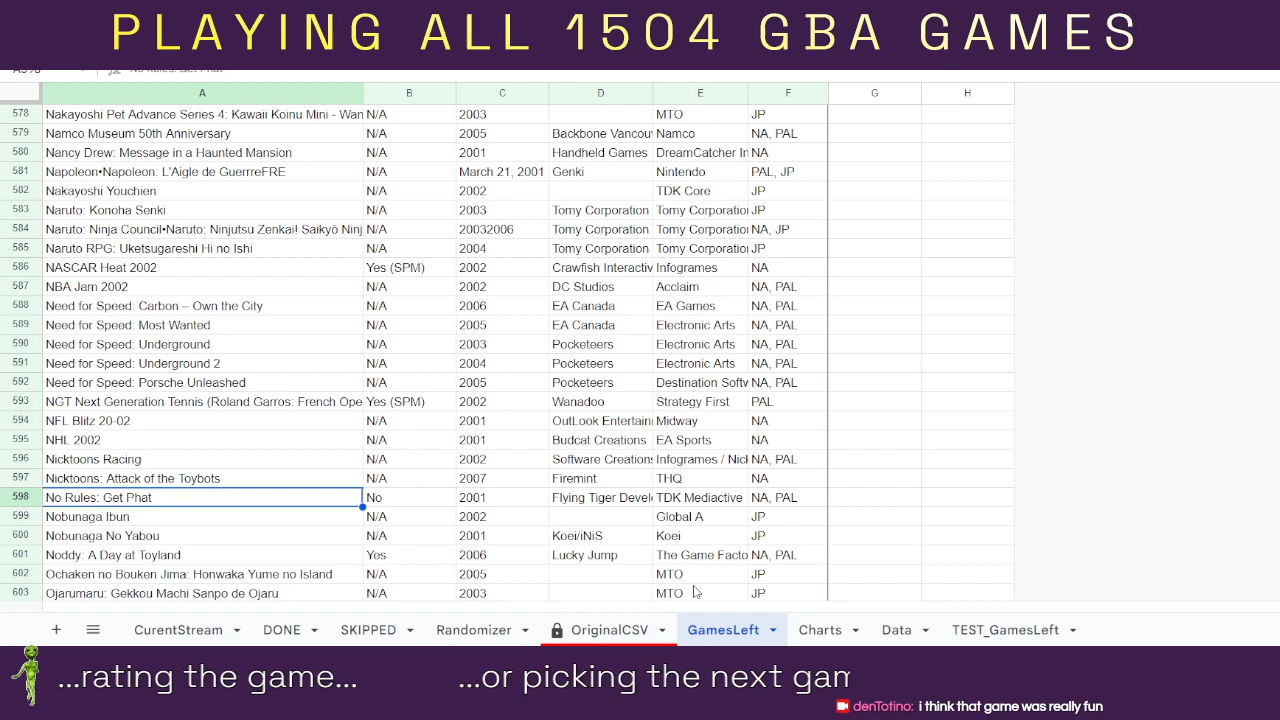 PLAYING ALL 1504 GBA GAMES
A B C D E F G H
578 Nakayoshi Pet Advance Series 4: Kawaii Koinu Mini - Wan N/A 2003 MTO JP
579 Namco Museum 50th Anniversary N/A 2005 Backbone Vancouv Namco NA, PAL
580 Nancy Drew: Message in a Haunted Mansion N/A 2001 Handheld Games DreamCatcher In NA
581 Napoleon•Napoleon: L'Aigle de GuerrreFRE N/A March 21, 2001 Genki Nintendo PAL, JP
582 Nakayoshi Youchien N/A 2002 TDK Core JP
583 Naruto: Konoha Senki N/A 2003 Tomy Corporation Tomy Corporation JP
584 Naruto: Ninja Council•Naruto: Ninjutsu Zenkai! Saikyō Ninj N/A 20032006 Tomy Corporation Tomy Corporation NA, JP
585 Naruto RPG: Uketsugareshi Hi no Ishi N/A 2004 Tomy Corporation Tomy Corporation JP
586 NASCAR Heat 2002 Yes (SPM) 2002 Crawfish Interactiv Infogrames NA
587 NBA Jam 2002 N/A 2002 DC Studios Acclaim NA, PAL
588 Need for Speed: Carbon – Own the City N/A 2006 EA Canada EA Games NA, PAL
589 Need for Speed: Most Wanted N/A 2005 EA Canada Electronic Arts NA, PAL
590 Need for Speed: Underground N/A 2003 Pocketeers Electronic Arts NA, PAL
591 Need for Speed: Underground 2 N/A 2004 Pocketeers Electronic Arts NA, PAL
592 Need for Speed: Porsche Unleashed N/A 2005 Pocketeers Destination Softw NA, PAL
593 NGT Next Generation Tennis (Roland Garros: French Ope Yes (SPM) 2002 Wanadoo Strategy First PAL
594 NFL Blitz 20-02 N/A 2001 OutLook Entertain Midway NA
595 NHL 2002 N/A 2001 Budcat Creations EA Sports NA
596 Nicktoons Racing N/A 2002 Software Creations Infogrames / Nick NA, PAL
597 Nicktoons: Attack of the Toybots N/A 2007 Firemint THQ NA
598 No Rules: Get Phat No 2001 Flying Tiger Devel TDK Mediactive NA, PAL
599 Nobunaga Ibun N/A 2002 Global A JP
600 Nobunaga No Yabou N/A 2001 Koei/iNiS Koei JP
601 Noddy: A Day at Toyland Yes 2006 Lucky Jump The Game Facto NA, PAL
602 Ochaken no Bouken Jima: Honwaka Yume no Island N/A 2005 MTO JP
603 Ojarumaru: Gekkou Machi Sanpo de Ojaru N/A 2003 MTO JP
+ CurentStream DONE SKIPPED Randomizer OriginalCSV GamesLeft Charts Data TEST_GamesLeft
...rating the game... ...or picking the next gam
denTotino: i think that game was really fun